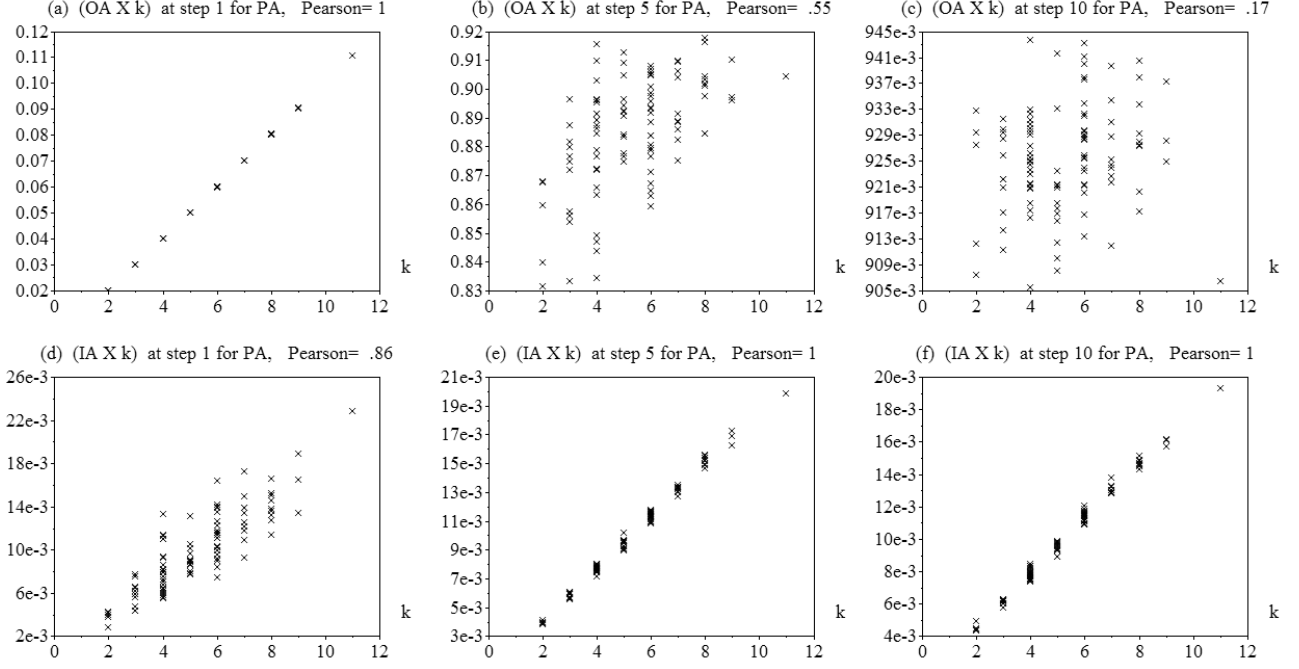 (a) (OA X k) at step 1 for PA, Pearson= 1
0.12
0.11
0.10
0.09
0.08
0.07
0.06
0.05
0.04
0.03
0.02
0 2 4 6 8 10 12
k
(b) (OA X k) at step 5 for PA, Pearson= .55
0.92
0.91
0.90
0.89
0.88
0.87
0.86
0.85
0.84
0.83
0 2 4 6 8 10 12
k
(c) (OA X k) at step 10 for PA, Pearson= .17
945e-3
941e-3
937e-3
933e-3
929e-3
925e-3
921e-3
917e-3
913e-3
909e-3
905e-3
0 2 4 6 8 10 12
k
(d) (IA X k) at step 1 for PA, Pearson= .86
26e-3
22e-3
18e-3
14e-3
10e-3
6e-3
2e-3
0 2 4 6 8 10 12
k
(e) (IA X k) at step 5 for PA, Pearson= 1
21e-3
19e-3
17e-3
15e-3
13e-3
11e-3
9e-3
7e-3
5e-3
3e-3
0 2 4 6 8 10 12
k
(f) (IA X k) at step 10 for PA, Pearson= 1
20e-3
18e-3
16e-3
14e-3
12e-3
10e-3
8e-3
6e-3
4e-3
0 2 4 6 8 10 12
k